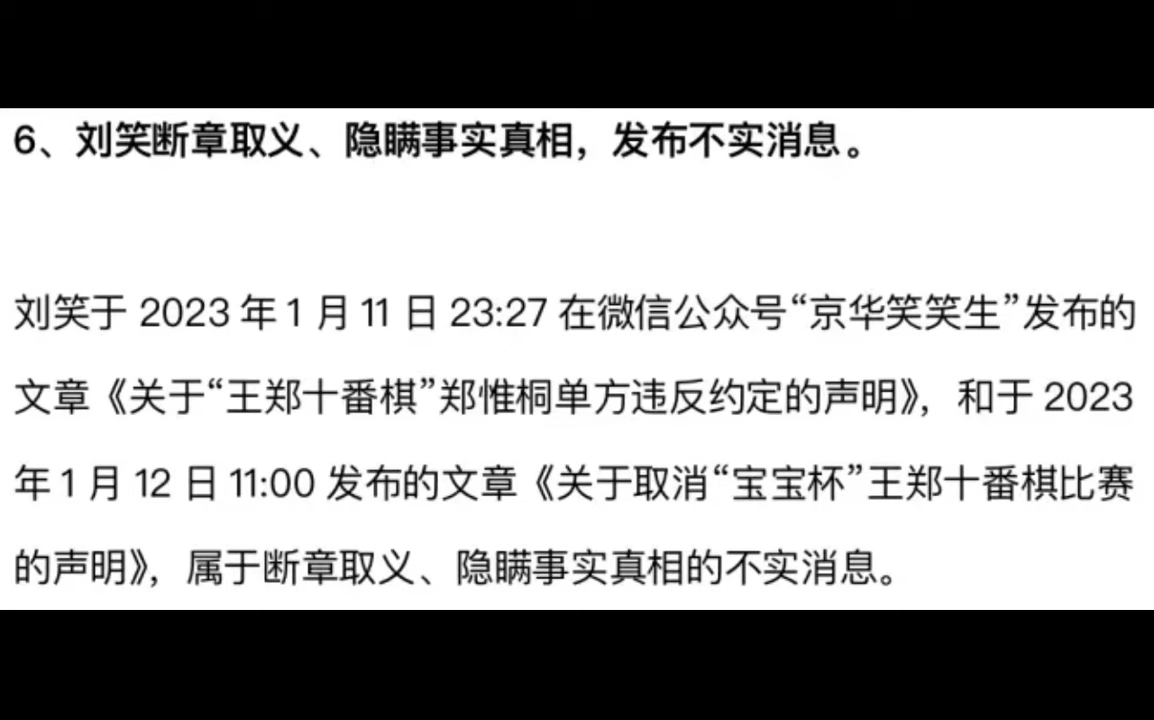 6、刘笑断章取义、隐瞒事实真相，发布不实消息。
刘笑于 2023 年 1 月 11 日 23:27 在微信公众号“京华笑笑生”发布的
文章《关于“王郑十番棋”郑惟桐单方违反约定的声明》，和于 2023
年 1 月 12 日 11:00 发布的文章《关于取消“宝宝杯”王郑十番棋比赛
的声明》，属于断章取义、隐瞒事实真相的不实消息。